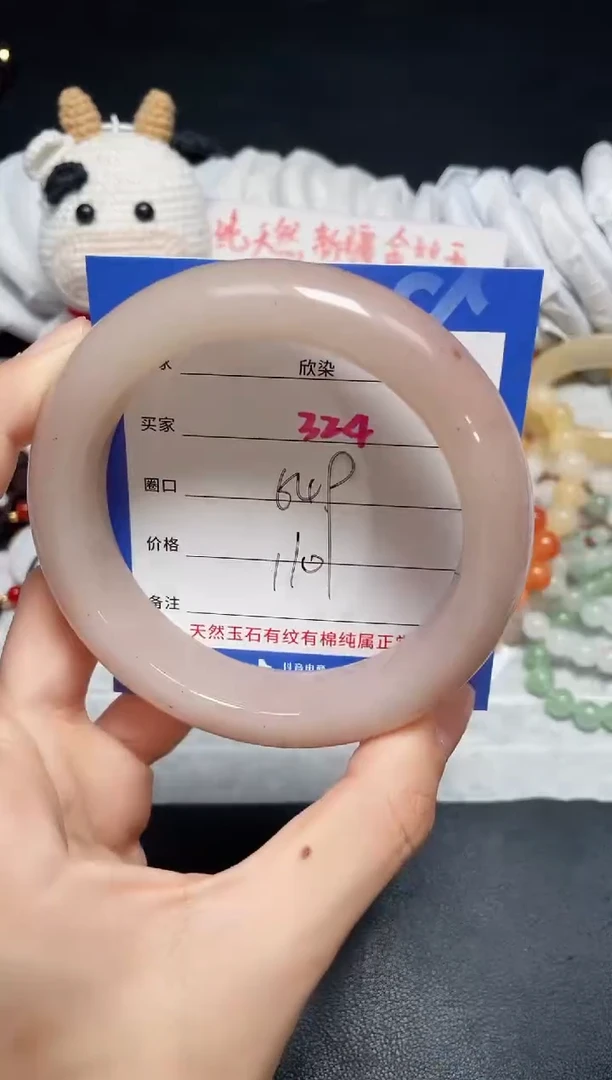 纯天然 新疆金丝玉
家 欣染
买家 324
圈口 64
价格 110
备注
天然玉石有纹有棉纯属正常
抖音电商